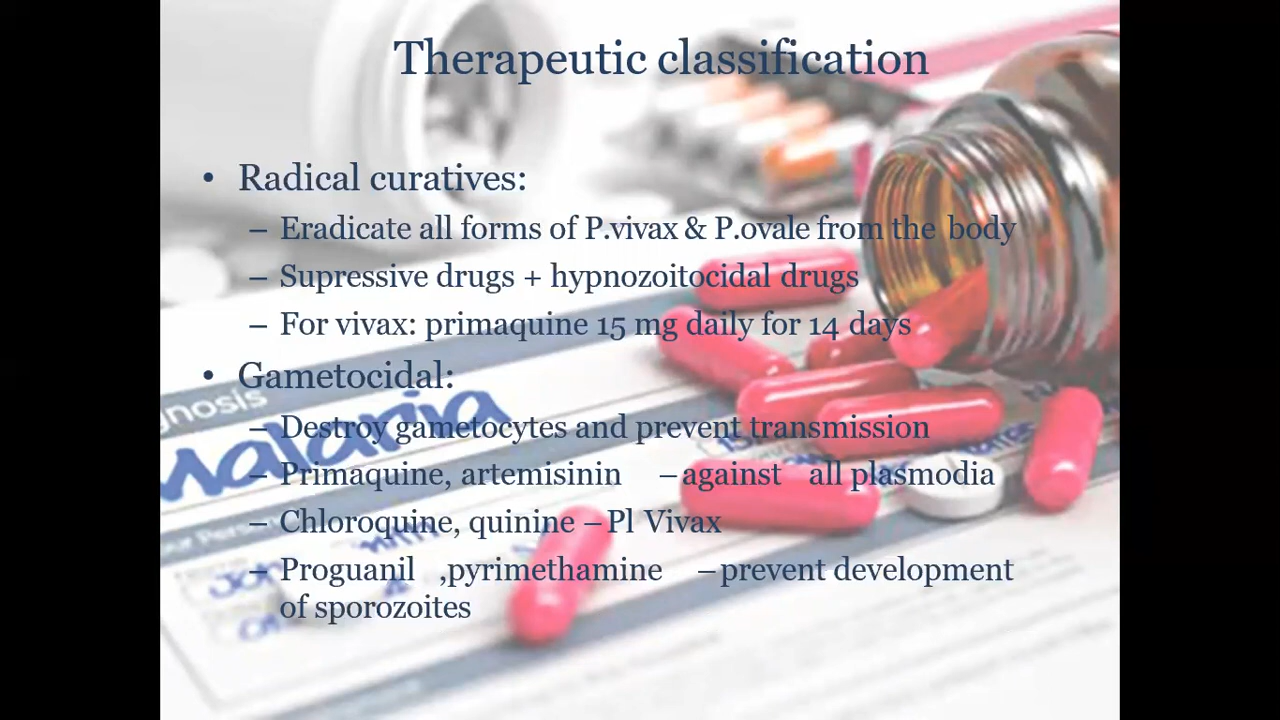 Therapeutic classification
• Radical curatives:
– Eradicate all forms of P.vivax & P.ovale from the body
– Supressive drugs + hypnozoitocidal drugs
– For vivax: primaquine 15 mg daily for 14 days
• Gametocidal:
– Destroy gametocytes and prevent transmission
– Primaquine, artemisinin – against all plasmodia
– Chloroquine, quinine – Pl Vivax
– Proguanil ,pyrimethamine – prevent development
of sporozoites
gnosis
Malaria